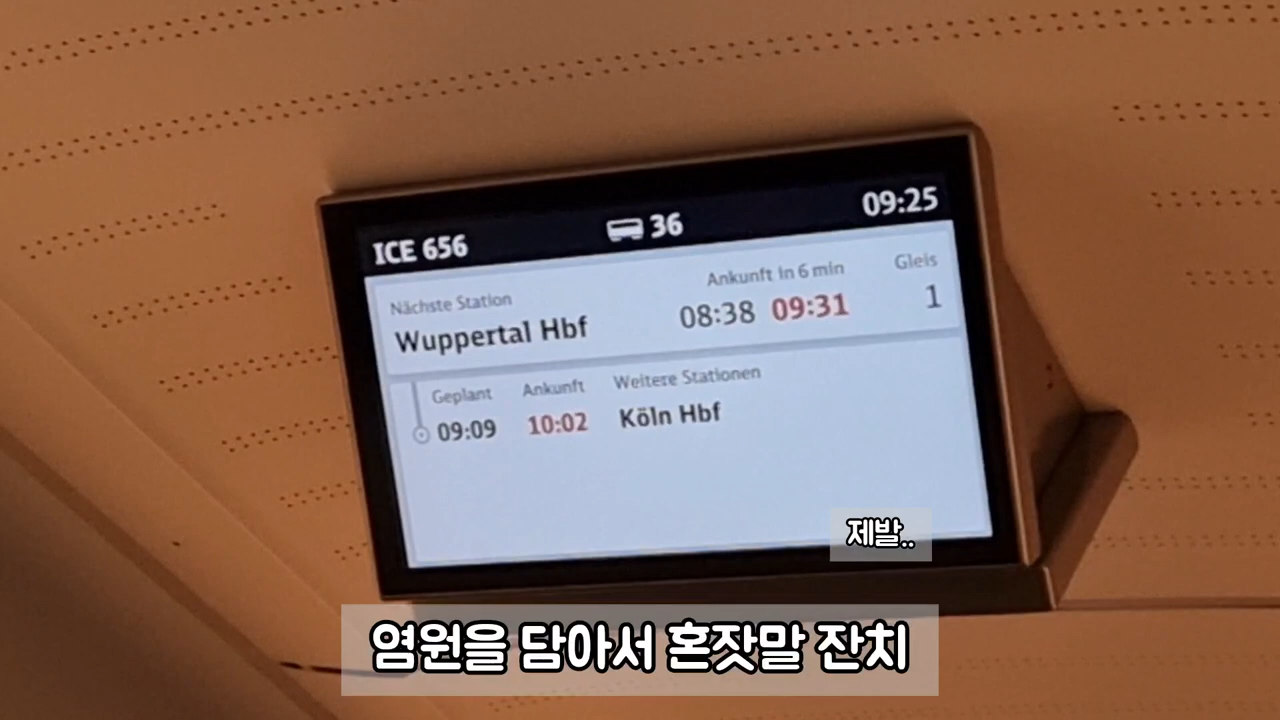 ICE 656 36 09:25
Nächste Station Ankunft in 6 min Gleis
Wuppertal Hbf 08:38 09:31 1
Geplant Ankunft Weitere Stationen
09:09 10:02 Köln Hbf
제발..
염원을 담아서 혼잣말 잔치